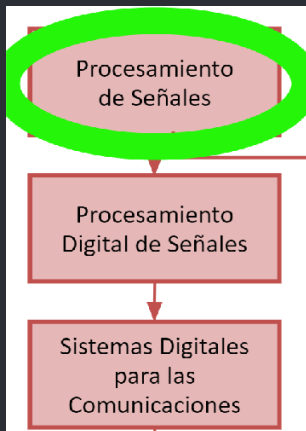 Procesamiento
de Señales
Procesamiento
Digital de Señales
Sistemas Digitales
para las
Comunicaciones